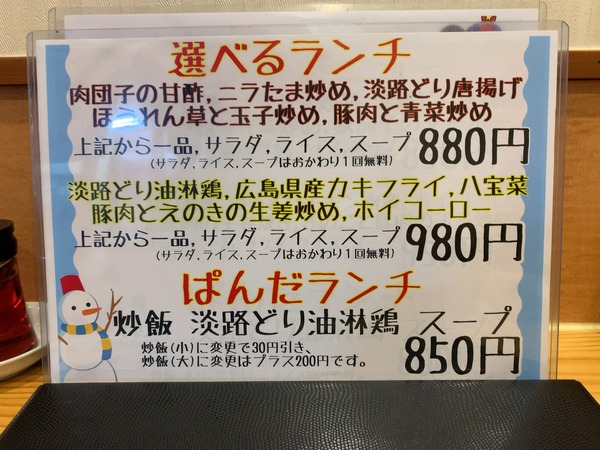 選べるランチ
肉団子の甘酢,ニラたま炒め,淡路どり唐揚げ
ほうれん草と玉子炒め,豚肉と青菜炒め
上記から一品,サラダ,ライス,スープ 880円
(サラダ、ライス、スープはおかわり1回無料)
淡路どり油淋鶏,広島県産カキフライ,八宝菜
豚肉とえのきの生姜炒め,ホイコーロー
上記から一品,サラダ,ライス,スープ 980円
(サラダ、ライス、スープはおかわり1回無料)
ぱんだランチ
炒飯 淡路どり油淋鶏 スープ
炒飯(小)に変更で30円引き、
炒飯(大)に変更はプラス200円です。 850円